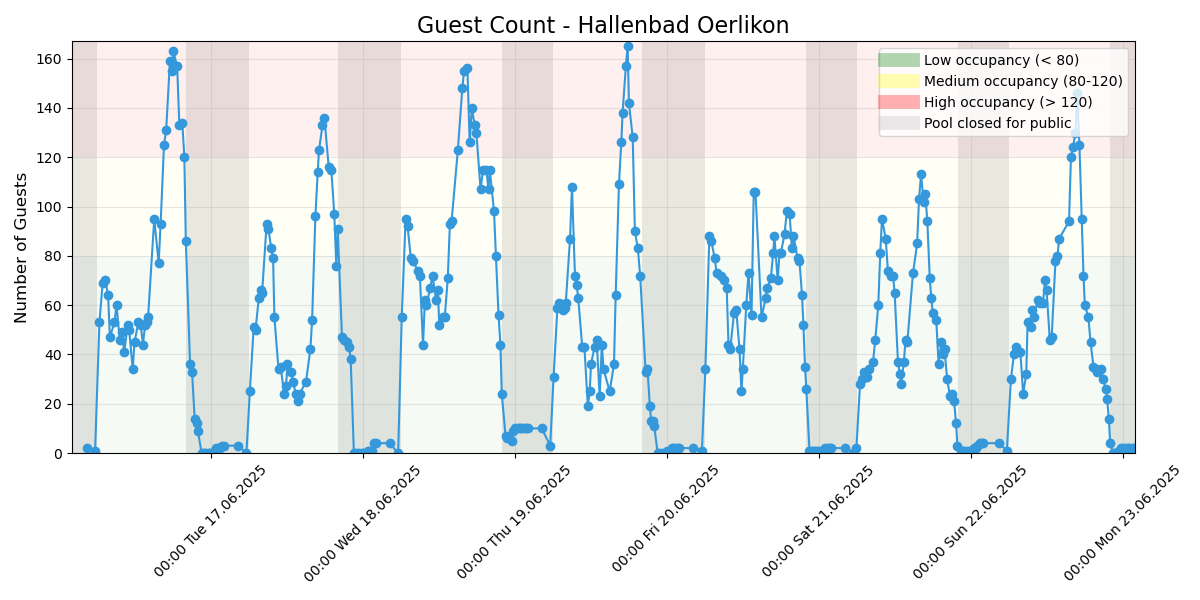 Guest Count - Hallenbad Oerlikon
Number of Guests
160
140
120
100
80
60
40
20
0
Low occupancy (< 80)
Medium occupancy (80-120)
High occupancy (> 120)
Pool closed for public
00:00 Tue 17.06.2025
00:00 Wed 18.06.2025
00:00 Thu 19.06.2025
00:00 Fri 20.06.2025
00:00 Sat 21.06.2025
00:00 Sun 22.06.2025
00:00 Mon 23.06.2025